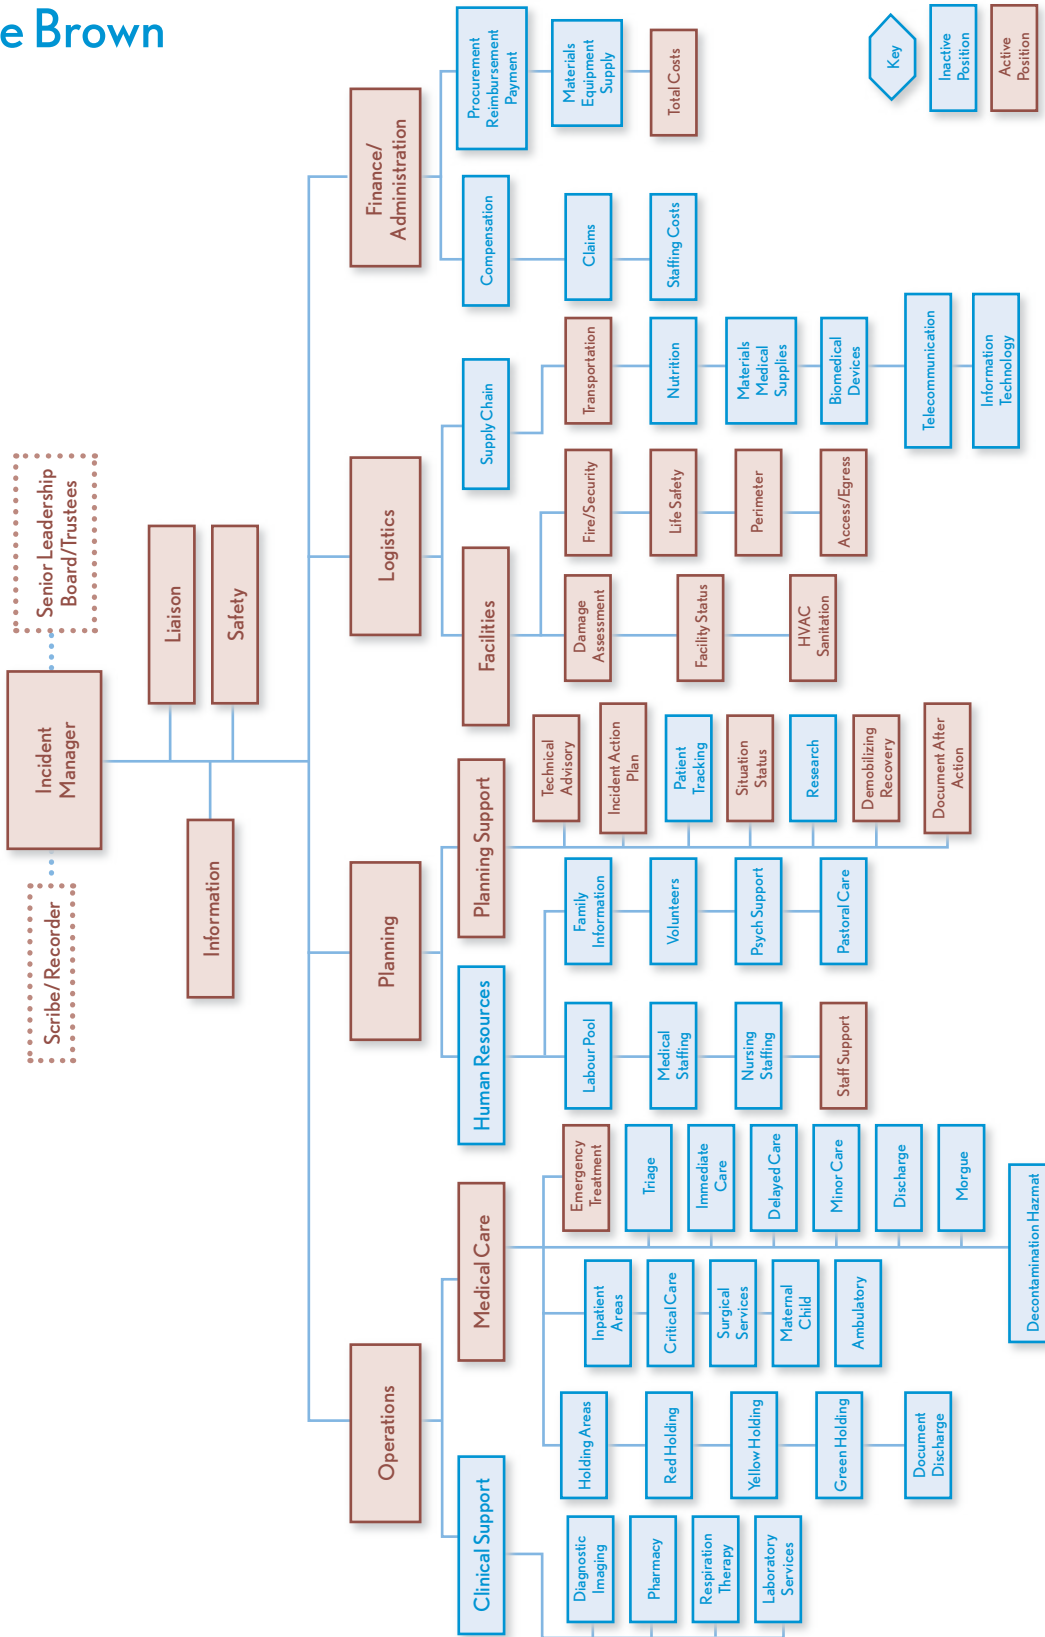 e Brown
Senior Leadership
Board/Trustees
Incident
Manager
Scribe/Recorder
Liaison
Safety
Information
Operations
Planning
Logistics
Finance/
Administration
Clinical Support
Diagnostic
Imaging
Pharmacy
Respiration
Therapy
Laboratory
Services
Medical Care
Holding Areas
Red Holding
Yellow Holding
Green Holding
Document
Discharge
Inpatient
Areas
Critical Care
Surgical
Services
Maternal
Child
Ambulatory
Emergency
Treatment
Triage
Immediate
Care
Delayed Care
Minor Care
Discharge
Morgue
Decontamination Hazmat
Human Resources
Labour Pool
Medical
Staffing
Nursing
Staffing
Staff Support
Family
Information
Volunteers
Psych Support
Pastoral Care
Planning Support
Technical
Advisory
Incident Action
Plan
Patient
Tracking
Situation
Status
Research
Demobilizing
Recovery
Document After
Action
Facilities
Damage
Assessment
Facility Status
HVAC
Sanitation
Fire/Security
Life Safety
Perimeter
Access/Egress
Supply Chain
Transportation
Nutrition
Materials
Medical
Supplies
Biomedical
Devices
Telecommunication
Information
Technology
Compensation
Claims
Staffing Costs
Procurement
Reimbursement
Payment
Materials
Equipment
Supply
Total Costs
Key
Inactive
Position
Active
Position